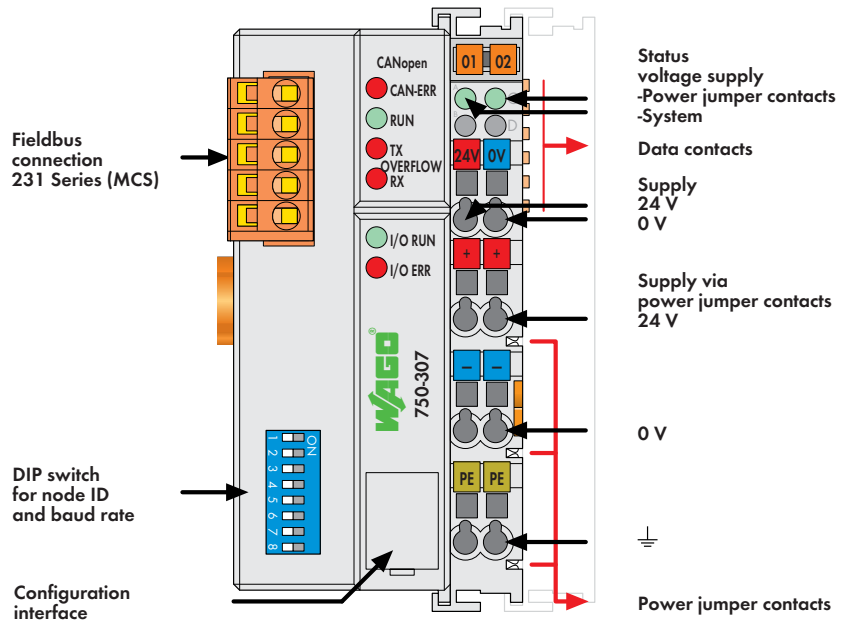 Fieldbus
connection
231 Series (MCS)
DIP switch
for node ID
and baud rate
Configuration
interface
CANopen
CAN-ERR
RUN
TX
OVERFLOW
RX
I/O RUN
I/O ERR
WAGO®
750-307
ON
1
2
3
4
5
6
7
8
01 02
A C
B D
24V 0V
+ +
– –
PE PE
Status
voltage supply
-Power jumper contacts
-System
Data contacts
Supply
24 V
0 V
Supply via
power jumper contacts
24 V
0 V
Power jumper contacts